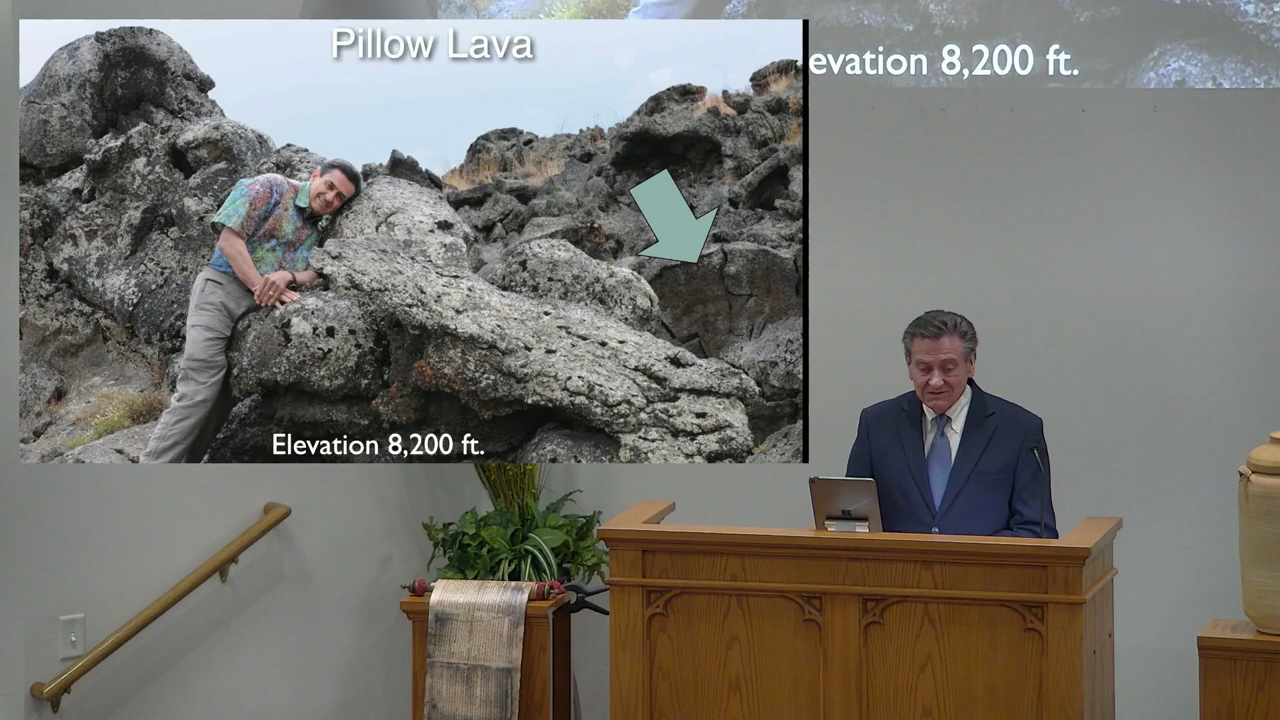 Pillow Lava
evation 8,200 ft.
Elevation 8,200 ft.